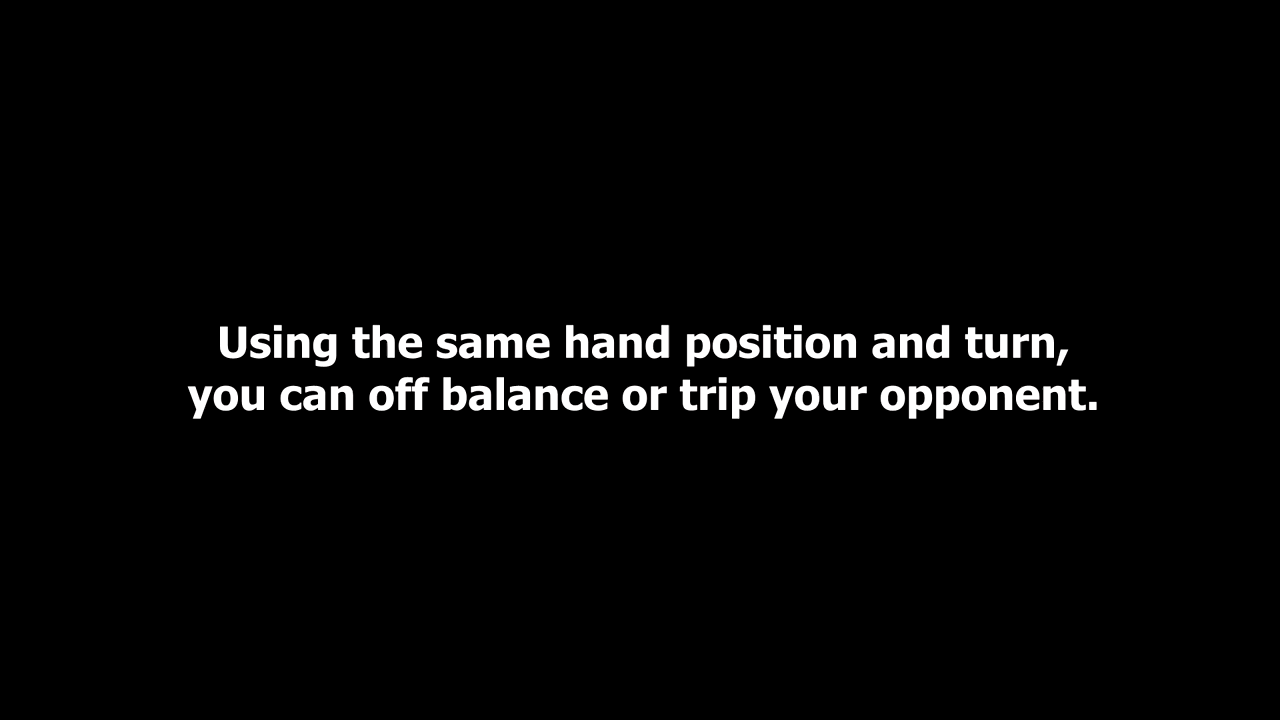 Using the same hand position and turn,
you can off balance or trip your opponent.